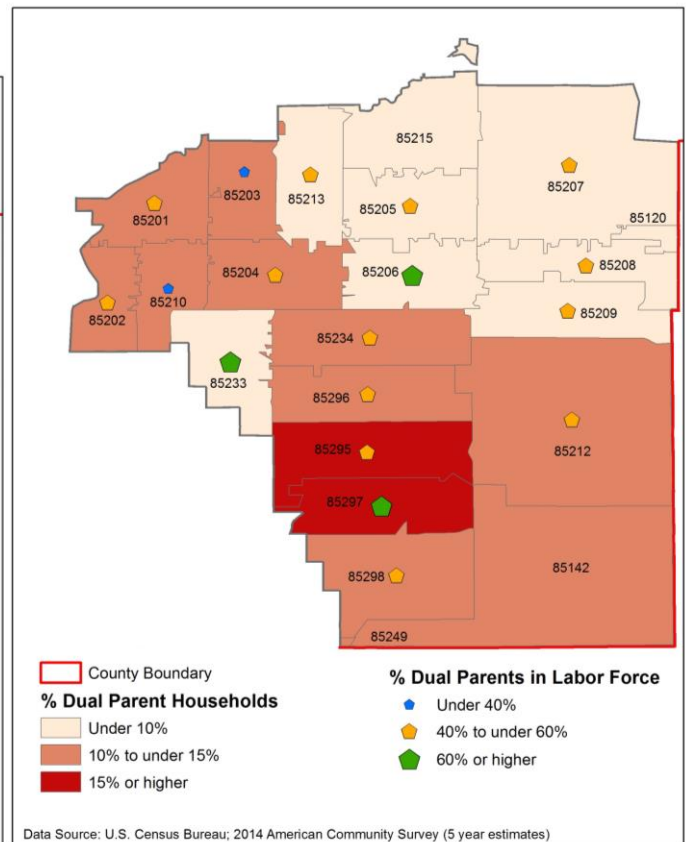 85215
85207
85203
85213
85201
85205
85120
85208
85204
85206
85202
85210
85209
85234
85233
85296
85295
85212
85297
85142
85298
85249
County Boundary
% Dual Parent Households
Under 10%
10% to under 15%
15% or higher
% Dual Parents in Labor Force
Under 40%
40% to under 60%
60% or higher
Data Source: U.S. Census Bureau; 2014 American Community Survey (5 year estimates)